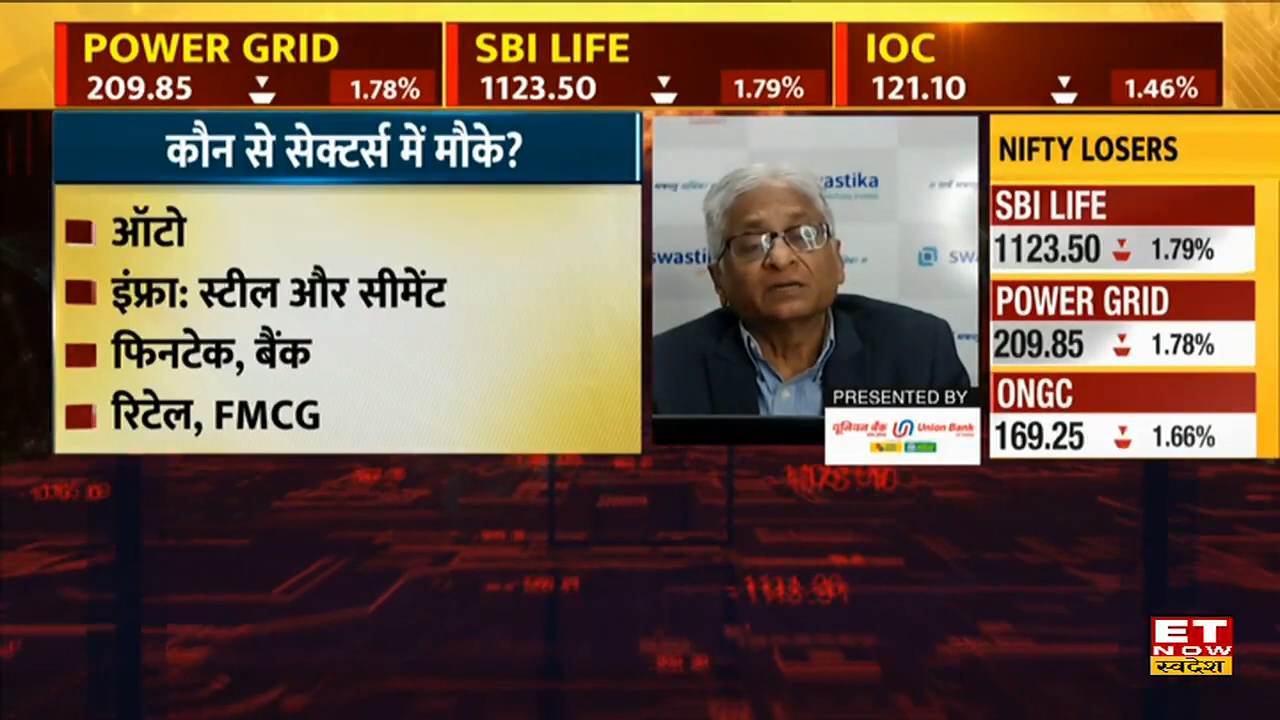 POWER GRID
209.85 1.78%
SBI LIFE
1123.50 1.79%
IOC
121.10 1.46%
कौन से सेक्टर्स में मौके?
ऑटो
इंफ्रा: स्टील और सीमेंट
फिनटेक, बैंक
रिटेल, FMCG
swastika
PRESENTED BY
यूनियन बैंक Union Bank
NIFTY LOSERS
SBI LIFE
1123.50 1.79%
POWER GRID
209.85 1.78%
ONGC
169.25 1.66%
ET
NOW
स्वदेश